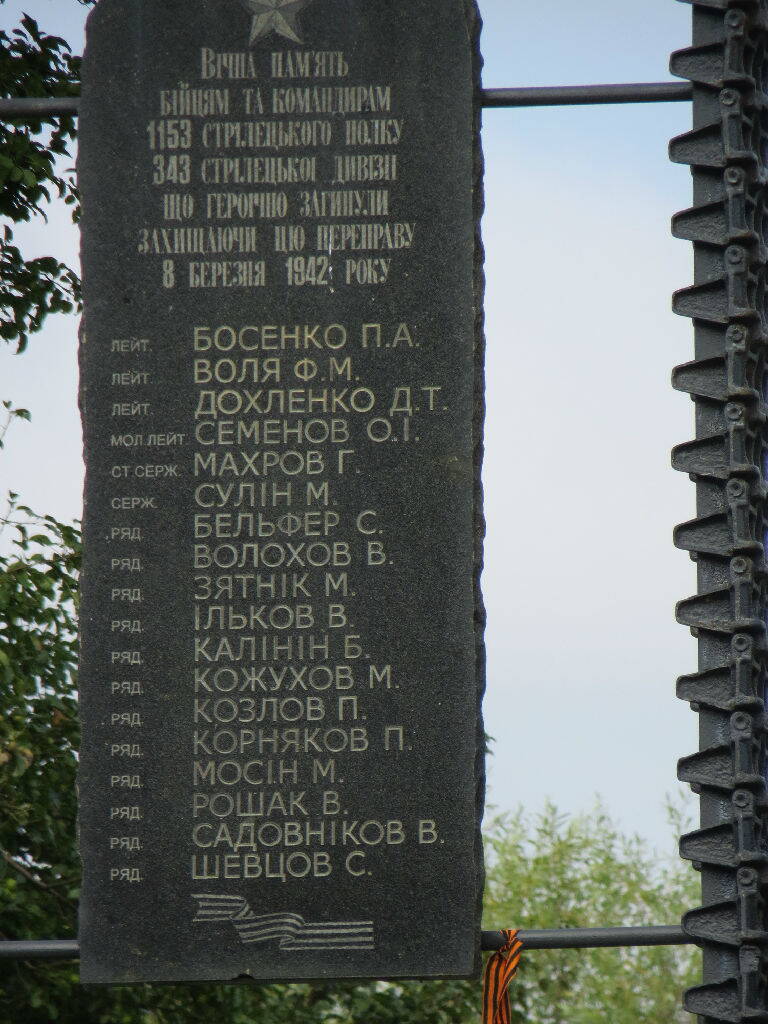 Вічна пам'ять
бійцям та командирам
1153 стрілецького полку
343 стрілецької дивізії
що героїчно загинули
захищаючи цю переправу
8 березня 1942 року
ЛЕЙТ. БОСЕНКО П.А.
ЛЕЙТ. ВОЛЯ Ф.М.
ЛЕЙТ. ДОХЛЕНКО Д.Т.
МОЛ.ЛЕЙТ. СЕМЕНОВ О.І.
СТ.СЕРЖ. МАХРОВ Г.
СЕРЖ. СУЛІН М.
РЯД. БЕЛЬФЕР С.
РЯД. ВОЛОХОВ В.
РЯД. ЗЯТНІК М.
РЯД. ІЛЬКОВ В.
РЯД. КАЛІНІН Б.
РЯД. КОЖУХОВ М.
РЯД. КОЗЛОВ П.
РЯД. КОРНЯКОВ П.
РЯД. МОСІН М.
РЯД. РОШАК В.
РЯД. САДОВНІКОВ В.
РЯД. ШЕВЦОВ С.